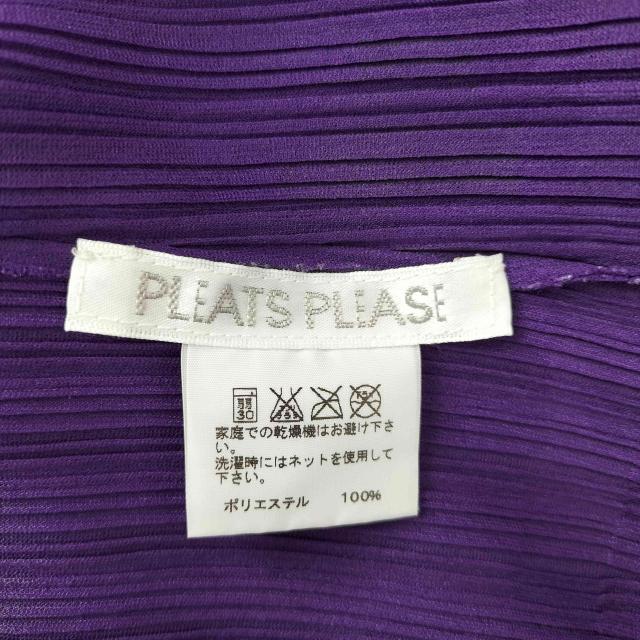 PLEATS PLEASE
家庭での乾燥機はお避け下さ
い。
洗濯時にはネットを使用して
下さい。
ポリエステル 100%